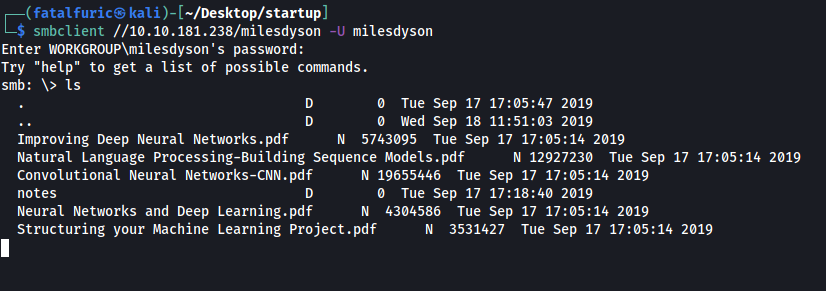 ┌──(fatalfuric㉿kali)-[~/Desktop/startup]
└─$ smbclient //10.10.181.238/milesdyson -U milesdyson
Enter WORKGROUP\milesdyson's password:
Try "help" to get a list of possible commands.
smb: \> ls
  .                                   D        0  Tue Sep 17 17:05:47 2019
  ..                                  D        0  Wed Sep 18 11:51:03 2019
  Improving Deep Neural Networks.pdf      N  5743095  Tue Sep 17 17:05:14 2019
  Natural Language Processing-Building Sequence Models.pdf      N 12927230  Tue Sep 17 17:05:14 2019
  Convolutional Neural Networks-CNN.pdf      N 19655446  Tue Sep 17 17:05:14 2019
  notes                               D        0  Tue Sep 17 17:18:40 2019
  Neural Networks and Deep Learning.pdf      N  4304586  Tue Sep 17 17:05:14 2019
  Structuring your Machine Learning Project.pdf      N  3531427  Tue Sep 17 17:05:14 2019